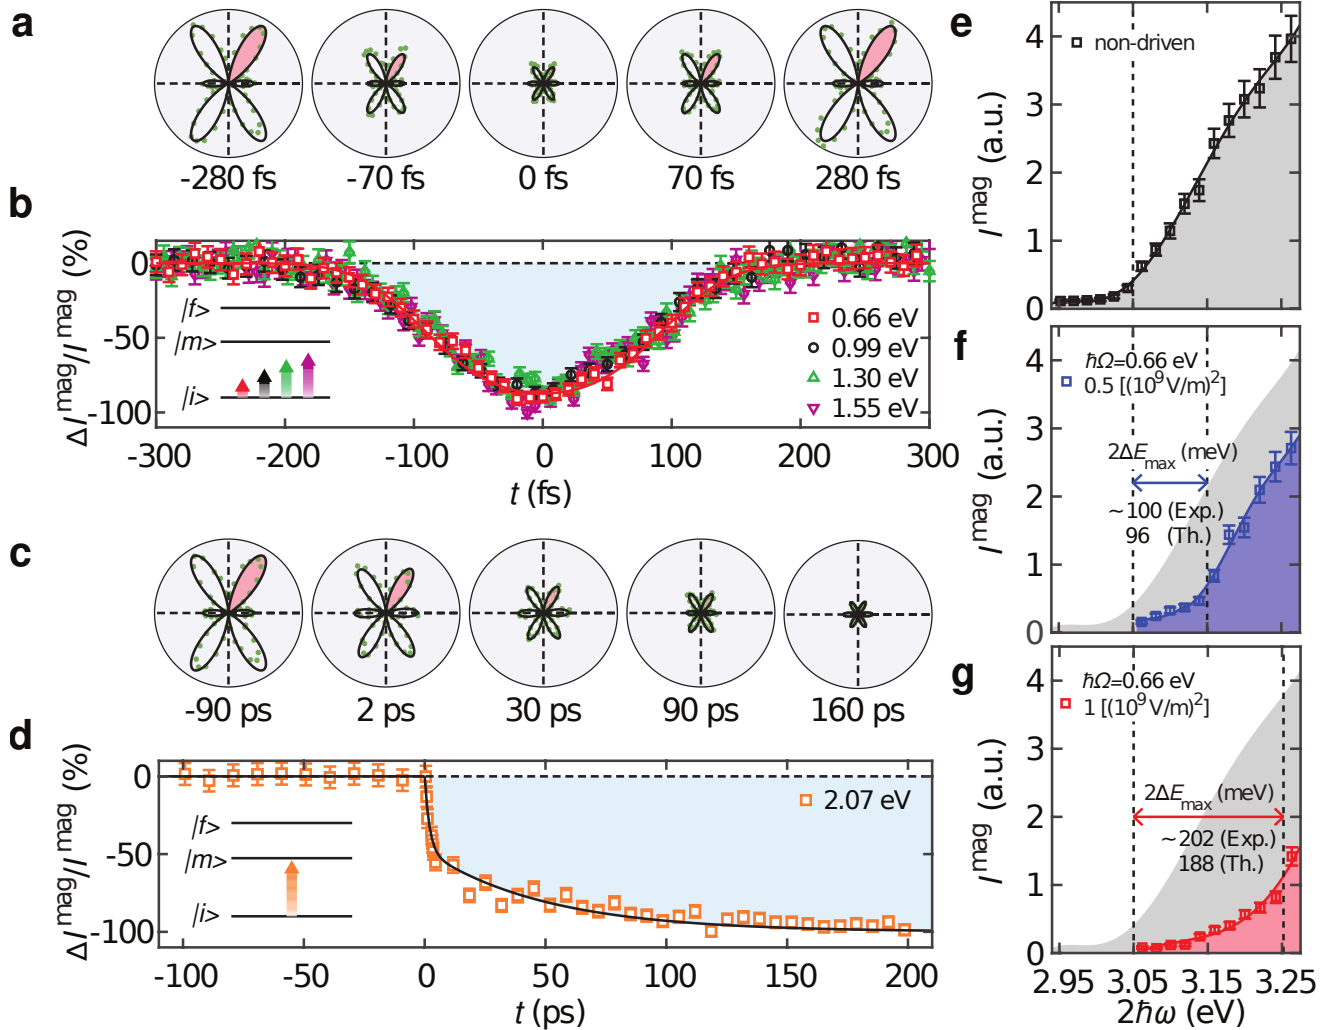 a
-280 fs
-70 fs
0 fs
70 fs
280 fs
b
ΔI^mag/I^mag (%)
0
-50
-100
|f>
|m>
|i>
0.66 eV
0.99 eV
1.30 eV
1.55 eV
-300
-200
-100
0
100
200
300
t (fs)
c
-90 ps
2 ps
30 ps
90 ps
160 ps
d
ΔI^mag/I^mag (%)
0
-50
-100
|f>
|m>
|i>
2.07 eV
-100
-50
0
50
100
150
200
t (ps)
e
I^mag (a.u.)
4
3
2
1
0
non-driven
f
I^mag (a.u.)
4
3
2
1
0
ℏΩ=0.66 eV
0.5 [(10⁹V/m)²]
2ΔE_max (meV)
~100 (Exp.)
96 (Th.)
g
I^mag (a.u.)
4
3
2
1
0
ℏΩ=0.66 eV
1 [(10⁹V/m)²]
2ΔE_max (meV)
~202 (Exp.)
188 (Th.)
2.95
3.05
3.15
3.25
2ℏω (eV)